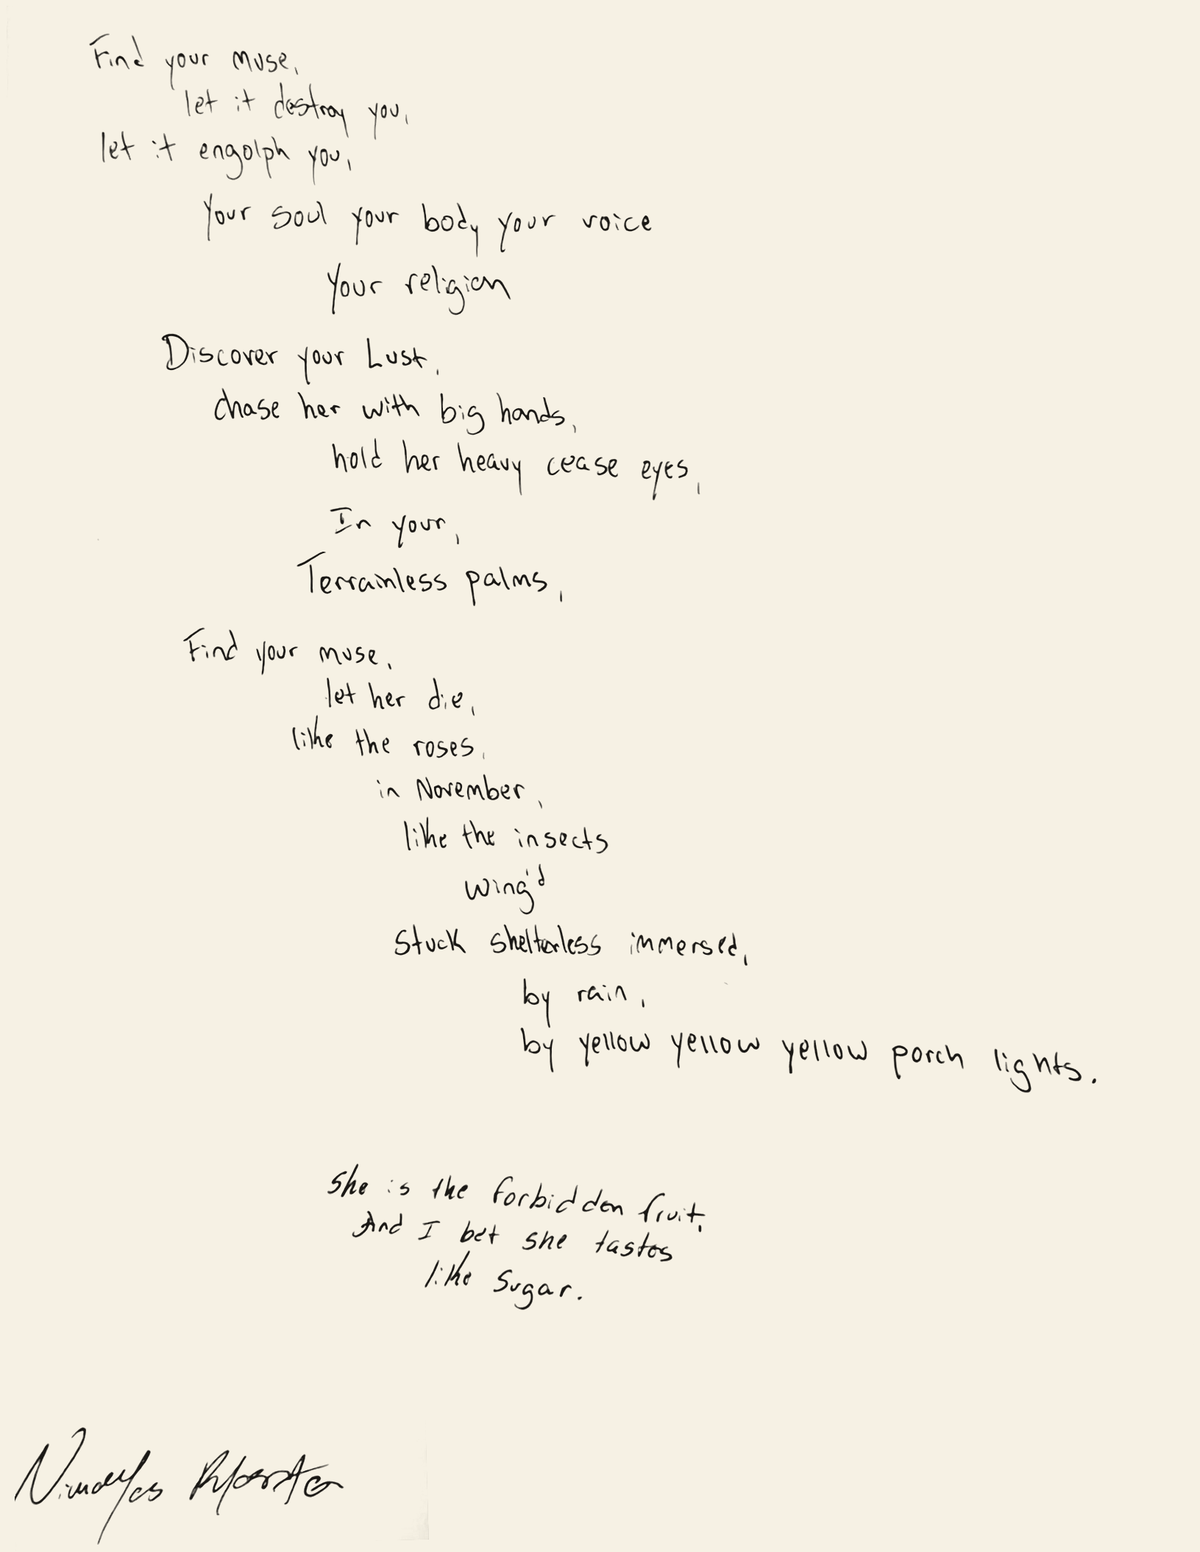 Find your muse,
let it destroy you,
let it engolph you,
Your soul your body your voice
Your religion
Discover your Lust,
chase her with big hands,
hold her heavy cease eyes,
In your,
Terrainless palms,
Find your muse,
let her die,
like the roses,
in November,
like the insects
wing'd
Stuck shelterless immersed,
by rain,
by yellow yellow yellow porch lights.
She is the forbidden fruit,
And I bet she tastes
like sugar.